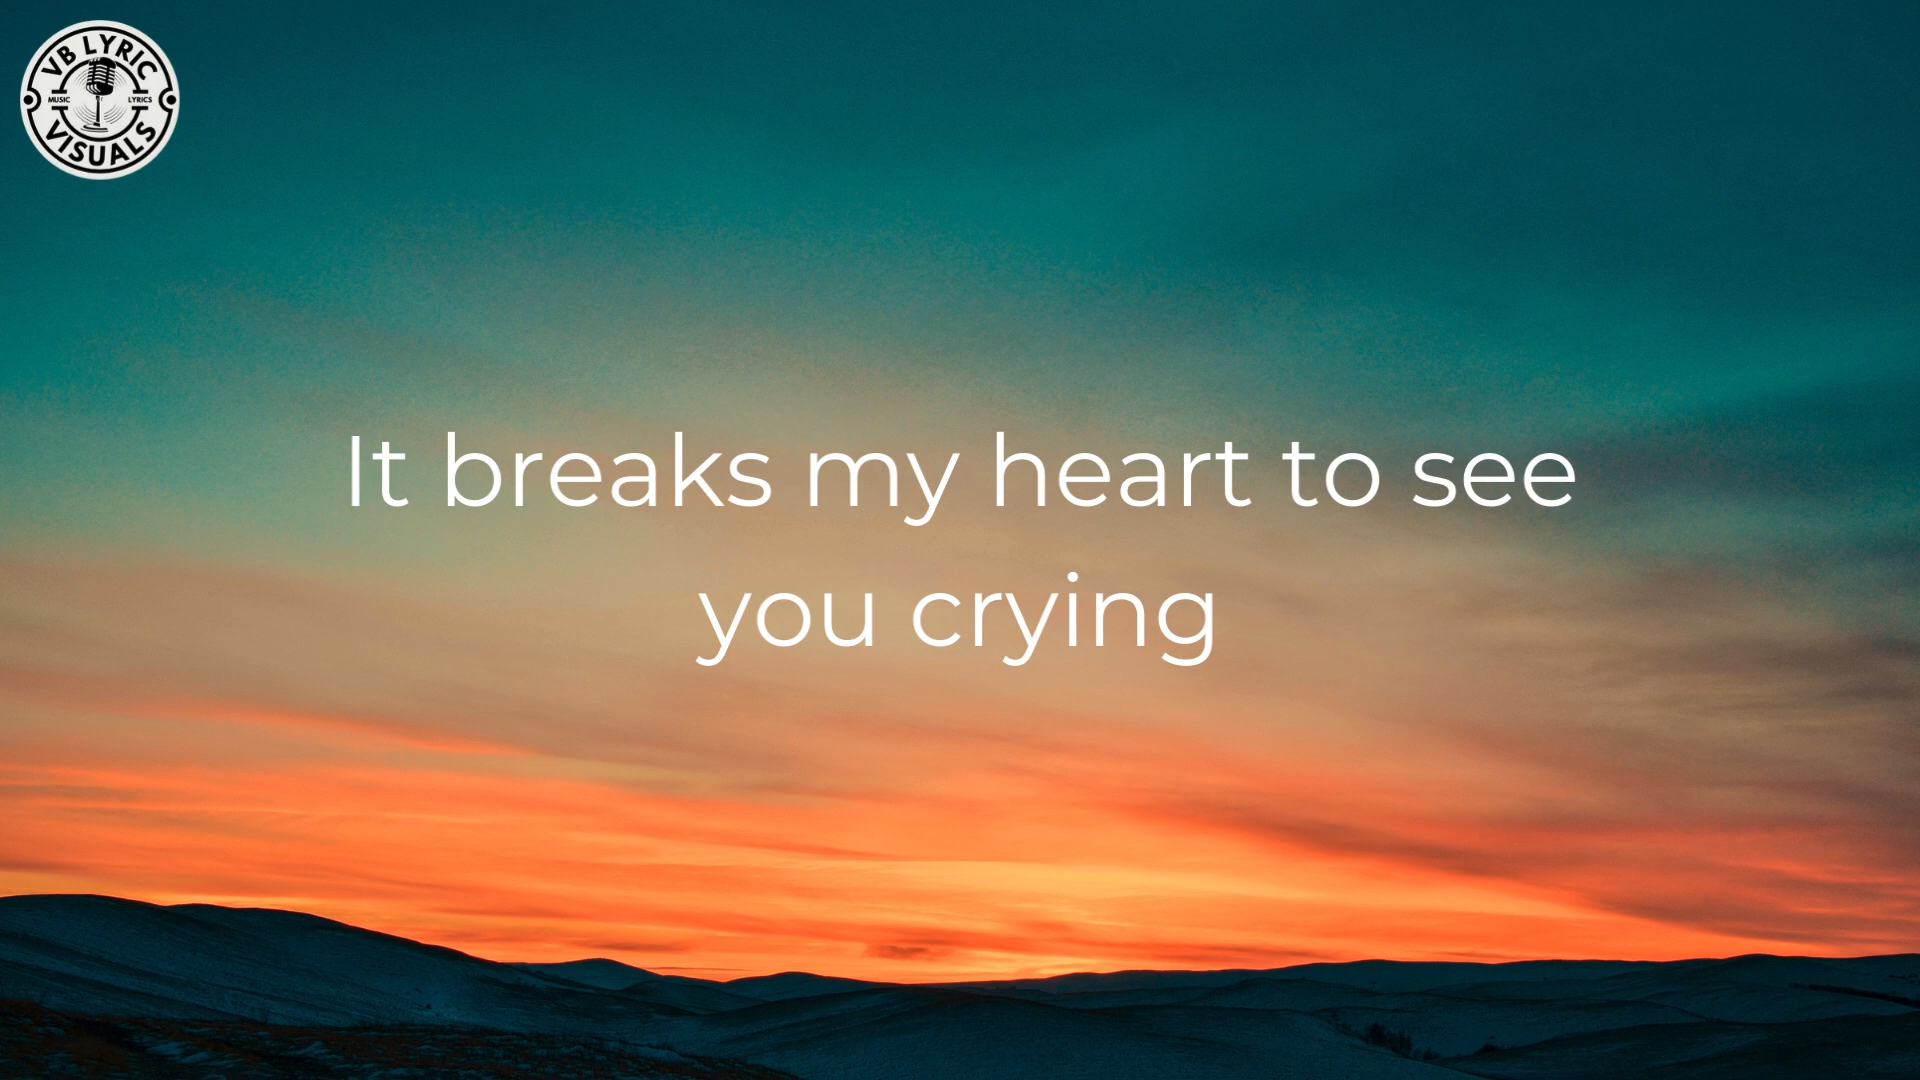 VB LYRIC
MUSIC
LYRICS
VISUALS
It breaks my heart to see
you crying